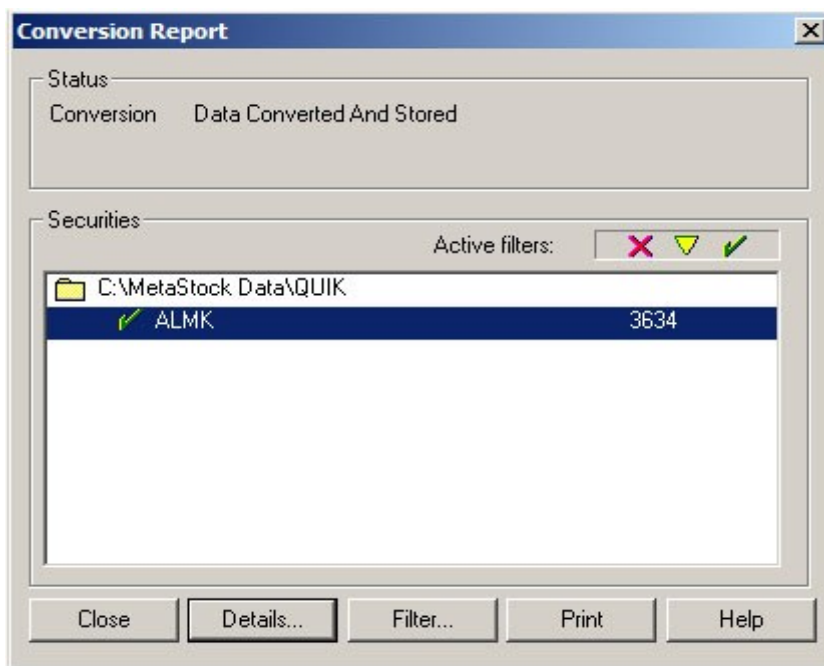 Conversion Report
Status
Conversion Data Converted And Stored
Securities
Active filters:
C:\MetaStock Data\QUIK
ALMK 3634
Close Details... Filter... Print Help